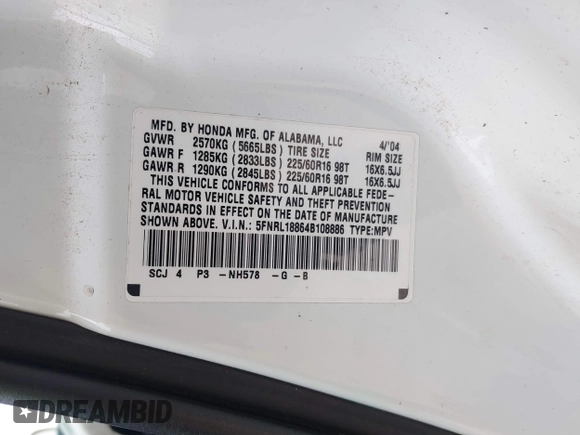 MFD. BY HONDA MFG. OF ALABAMA, LLC 4/'04
GVWR 2570KG (5665LBS) TIRE SIZE RIM SIZE
GAWR F 1285KG (2833LBS) 225/60R16 98T 16X6.5JJ
GAWR R 1290KG (2845LBS) 225/60R16 98T 16X6.5JJ
THIS VEHICLE CONFORMS TO ALL APPLICABLE FEDE-
RAL MOTOR VEHICLE SAFETY AND THEFT PREVENTION
STANDARDS IN EFFECT ON THE DATE OF MANUFACTURE
SHOWN ABOVE. V.I.N.: 5FNRL18864B108886 TYPE:MPV
SCJ 4 P3 -NH578 -G -B
DREAMBID